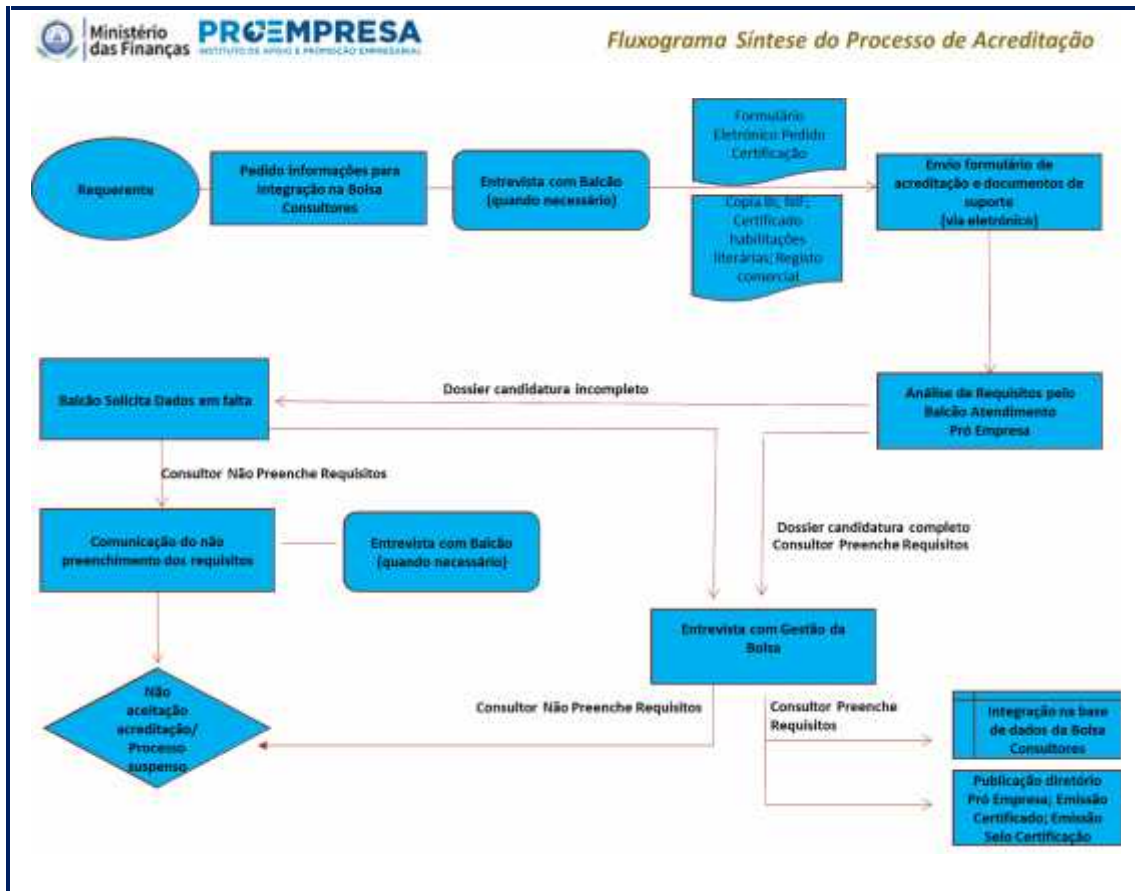 Ministério
das Finanças
PROEMPRESA
INSTITUTO DE APOIO E PROMOÇÃO EMPRESARIAL
Fluxograma Síntese do Processo de Acreditação
Formulário
Eletrónico Pedido
Certificação
Requerente
Pedido informações para
integração na Bolsa
Consultores
Entrevista com Balcão
(quando necessário)
Envio formulário de
acreditação e documentos de
suporte
(via eletrónico)
Copia BI, NIF;
Certificado
habilitações
literárias; Registo
comercial
Balcão Solicita Dados em falta
Dossier candidatura incompleto
Análise de Requisitos pelo
Balcão Atendimento
Pró Empresa
Consultor Não Preenche Requisitos
Comunicação do não
preenchimento dos requisitos
Entrevista com Balcão
(quando necessário)
Dossier candidatura completo
Consultor Preenche Requisitos
Entrevista com Gestão da
Bolsa
Não
aceitação
acreditação/
Processo
suspenso
Consultor Não Preenche Requisitos
Consultor Preenche
Requisitos
Integração na base
de dados da Bolsa
Consultores
Publicação diretório
Pró Empresa; Emissão
Certificado; Emissão
Selo Certificação